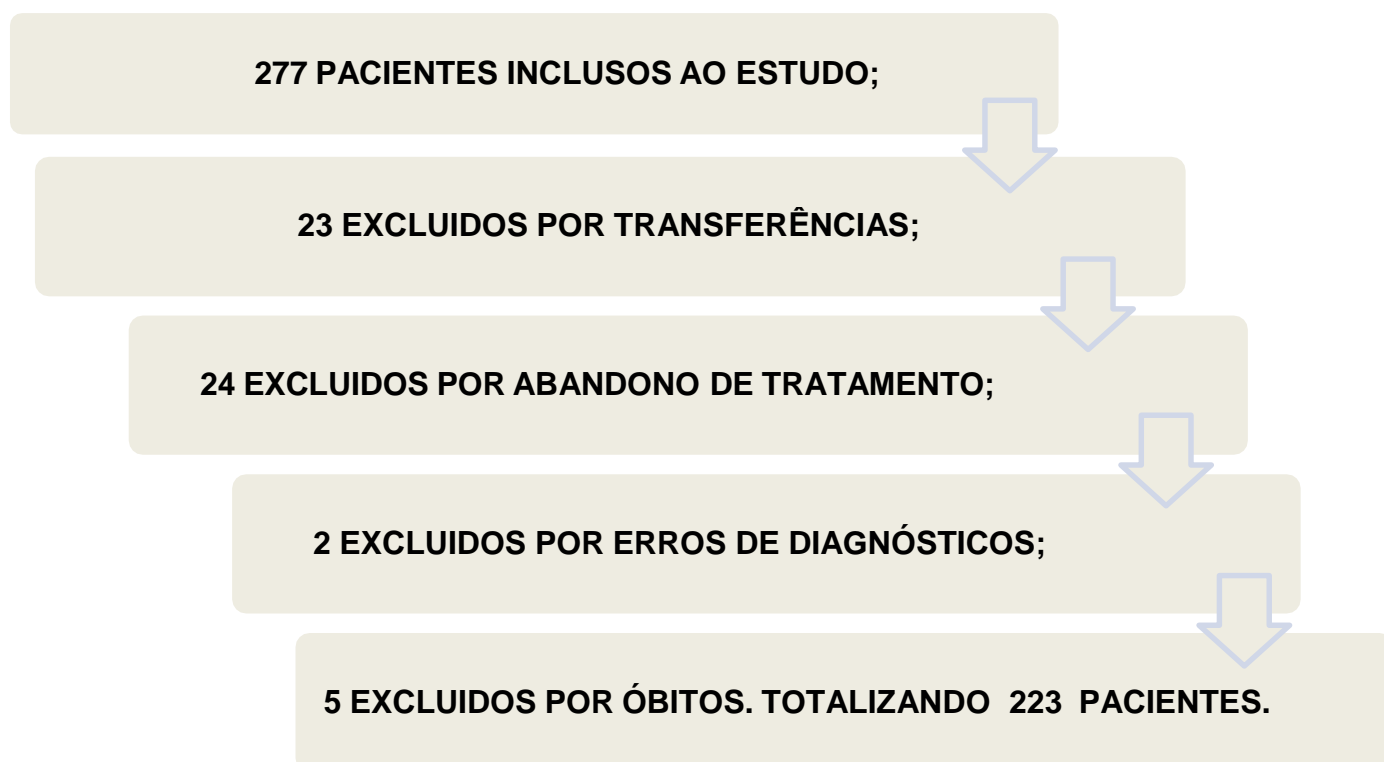 277 PACIENTES INCLUSOS AO ESTUDO;
23 EXCLUIDOS POR TRANSFERÊNCIAS;
24 EXCLUIDOS POR ABANDONO DE TRATAMENTO;
2 EXCLUIDOS POR ERROS DE DIAGNÓSTICOS;
5 EXCLUIDOS POR ÓBITOS. TOTALIZANDO 223 PACIENTES.